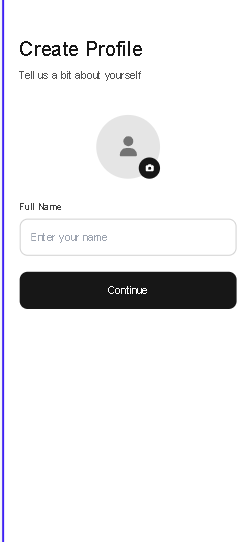 Create Profile
Tell us a bit about yourself
Full Name
Enter your name
Continue